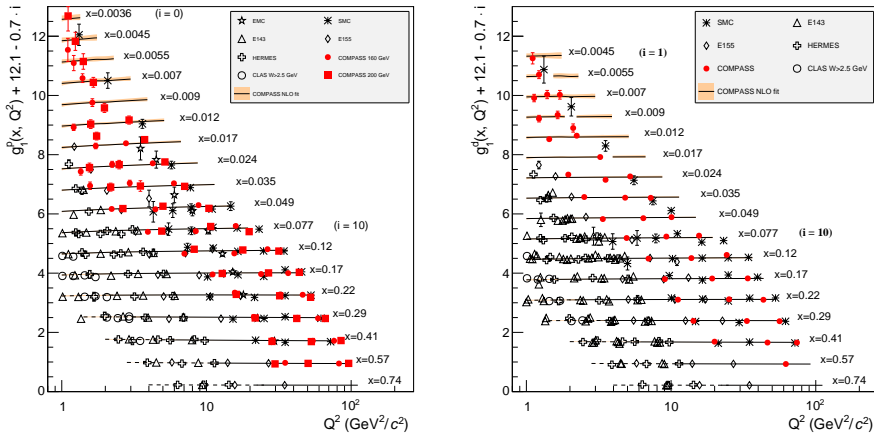 g₁ᵖ(x, Q²) + 12.1 - 0.7 · i
12
10
8
6
4
2
0
x=0.0036 (i = 0)
x=0.0045
x=0.0055
x=0.007
x=0.009
x=0.012
x=0.017
x=0.024
x=0.035
x=0.049
x=0.077 (i = 10)
x=0.12
x=0.17
x=0.22
x=0.29
x=0.41
x=0.57
x=0.74
EMC SMC
E143 E155
HERMES COMPASS 160 GeV
CLAS W>2.5 GeV COMPASS 200 GeV
COMPASS NLO fit
1 10 10²
Q² (GeV²/c²)
g₁ᵈ(x, Q²) + 12.1 - 0.7 · i
12
10
8
6
4
2
0
x=0.0045 (i = 1)
x=0.0055
x=0.007
x=0.009
x=0.012
x=0.017
x=0.024
x=0.035
x=0.049
x=0.077 (i = 10)
x=0.12
x=0.17
x=0.22
x=0.29
x=0.41
x=0.57
x=0.74
SMC E143
E155 HERMES
COMPASS CLAS W>2.5 GeV
COMPASS NLO fit
1 10 10²
Q² (GeV²/c²)